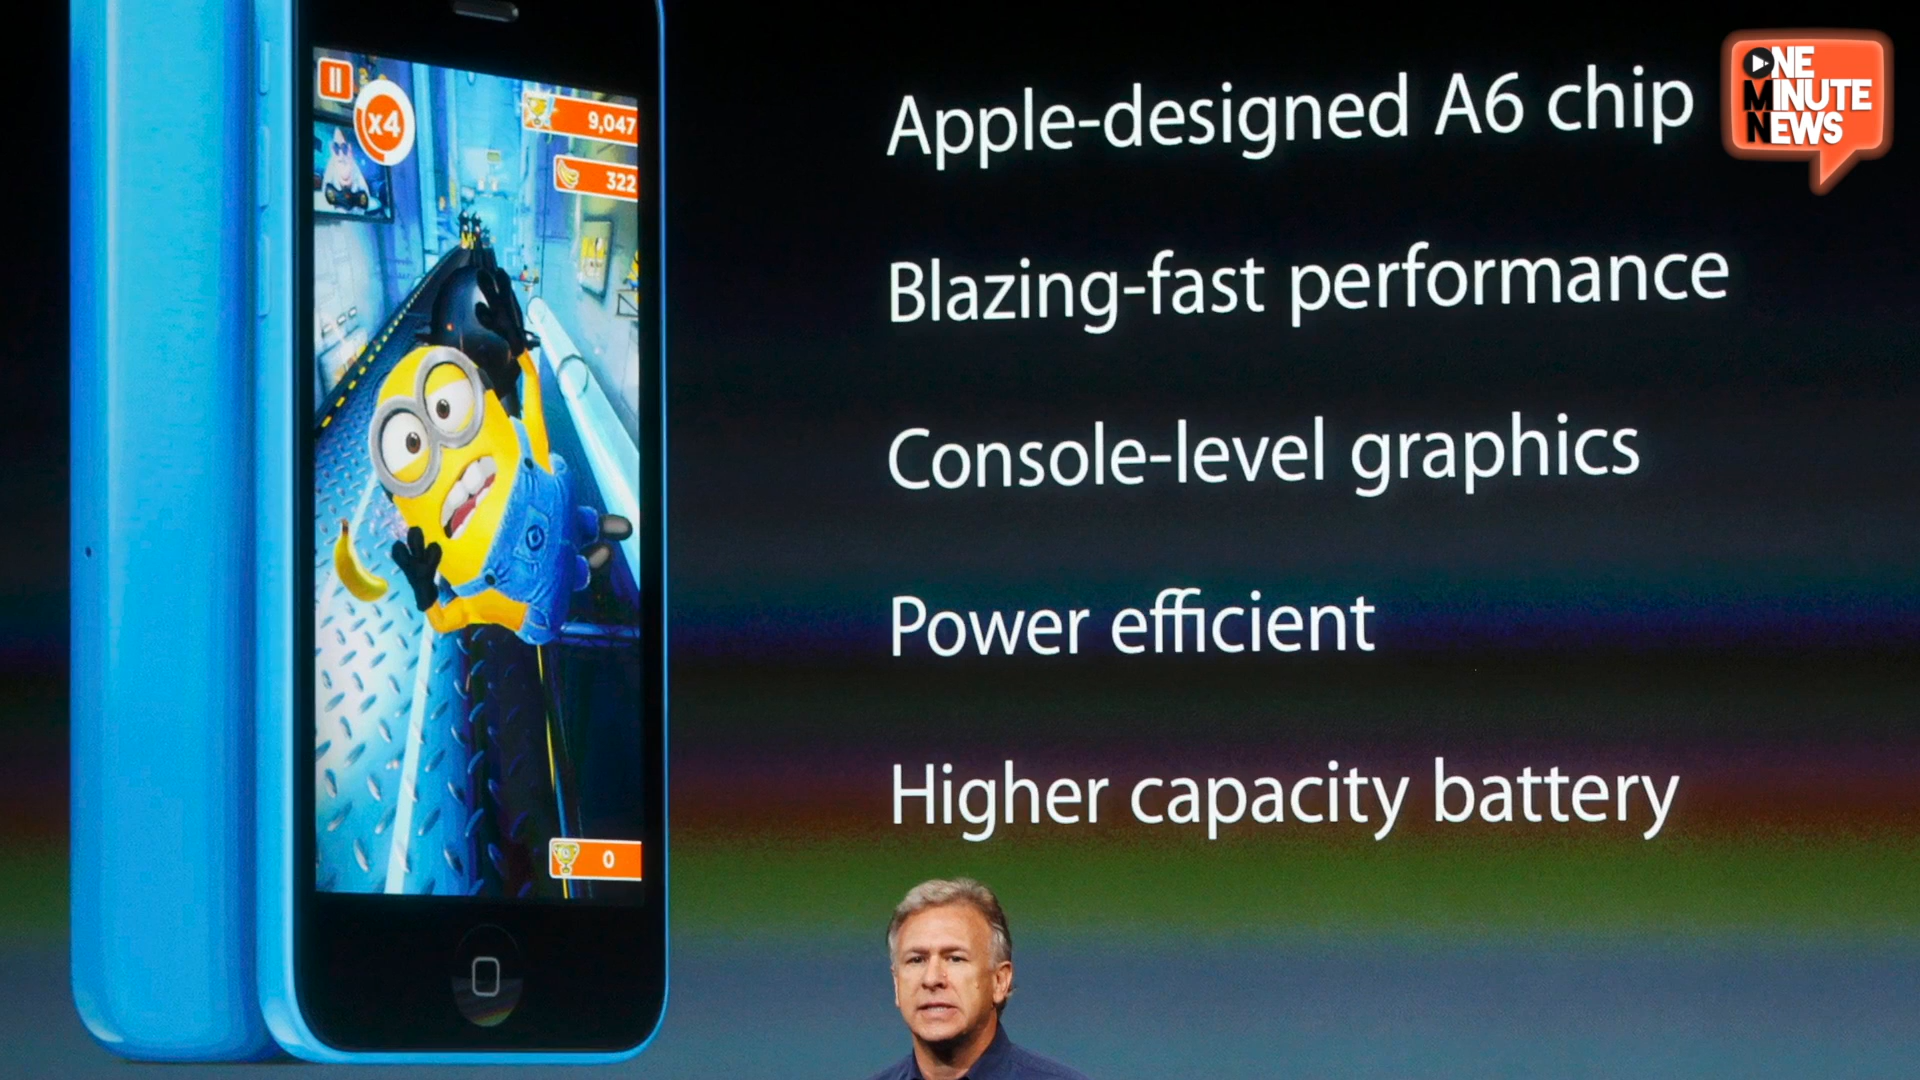 x4
9,047
322
0
Apple-designed A6 chip
Blazing-fast performance
Console-level graphics
Power efficient
Higher capacity battery
ONE
MINUTE
NEWS